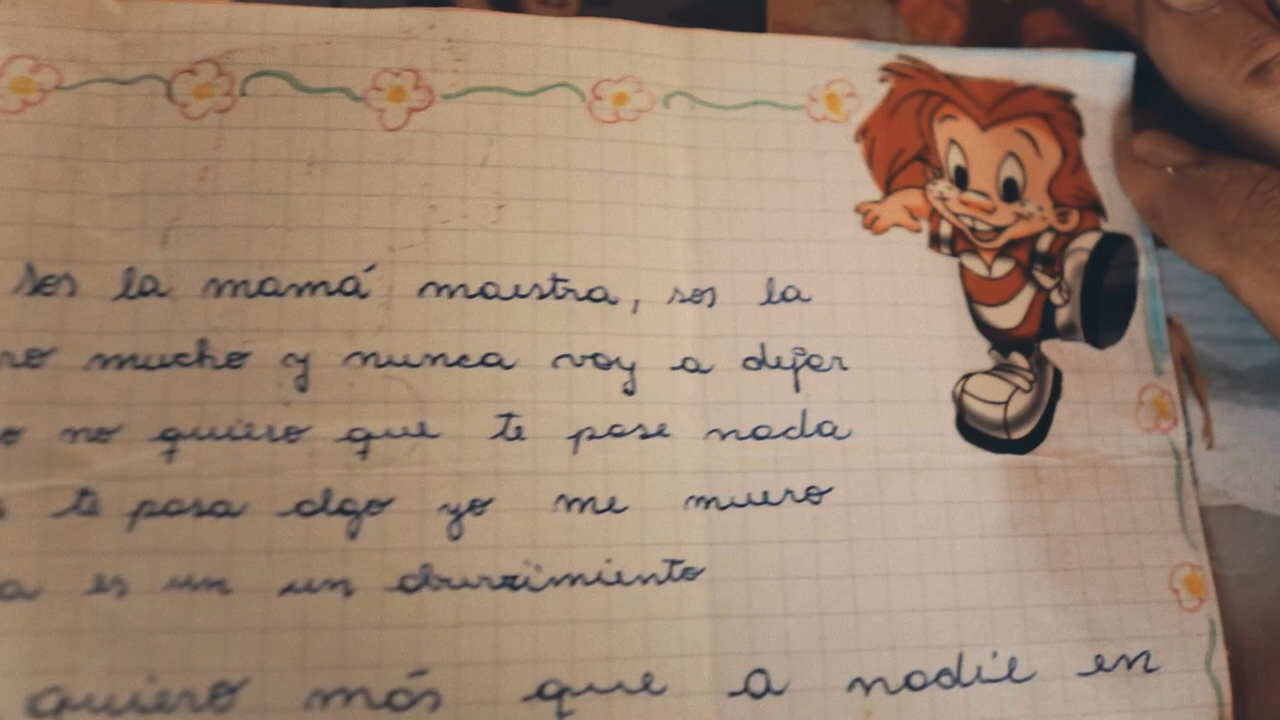 sos la mamá maestra, sos la
ro mucho y nunca voy a dejar
o no quiero que te pase nada
te pasa algo yo me muero
a es un un aburrimiento
quiero más que a nadie en